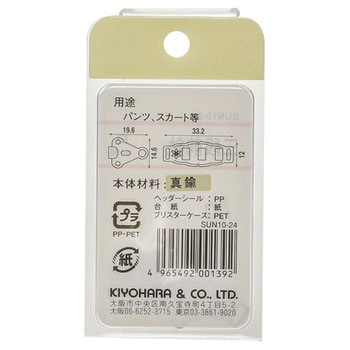 用途
パンツ、スカート等
19.6
33.2
14.6
12
本体材料:真鍮
ヘッダーシール:PP
台紙:紙
ブリスターケース:PET
プラ
PP・PET
SUN10-24
紙
4 965492 001392
KIYOHARA & CO., LTD.
大阪市中央区南久宝寺町4丁目5-2
大阪06-6252-3715 東京03-3861-9020